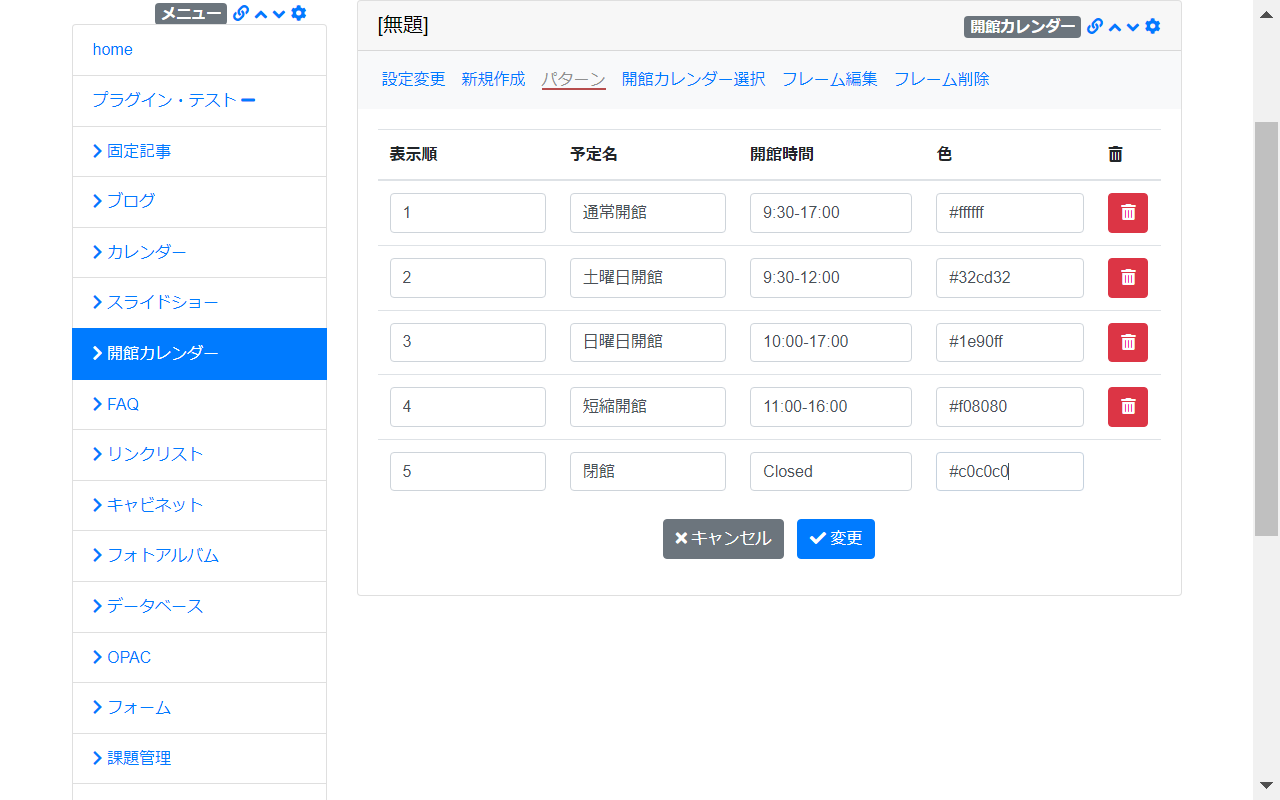 メニュー
home
プラグイン・テスト
固定記事
ブログ
カレンダー
スライドショー
開館カレンダー
FAQ
リンクリスト
キャビネット
フォトアルバム
データベース
OPAC
フォーム
課題管理
[無題] 開館カレンダー
設定変更 新規作成 パターン 開館カレンダー選択 フレーム編集 フレーム削除
表示順 予定名 開館時間 色
1 通常開館 9:30-17:00 #ffffff
2 土曜日開館 9:30-12:00 #32cd32
3 日曜日開館 10:00-17:00 #1e90ff
4 短縮開館 11:00-16:00 #f08080
5 閉館 Closed #c0c0c0
キャンセル 変更